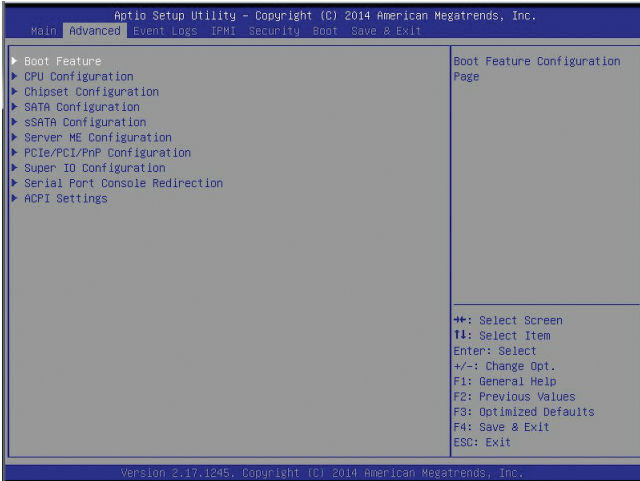 Aptio Setup Utility – Copyright (C) 2014 American Megatrends, Inc.
Main Advanced Event Logs IPMI Security Boot Save & Exit
▶ Boot Feature
▶ CPU Configuration
▶ Chipset Configuration
▶ SATA Configuration
▶ sSATA Configuration
▶ Server ME Configuration
▶ PCIe/PCI/PnP Configuration
▶ Super IO Configuration
▶ Serial Port Console Redirection
▶ ACPI Settings
Boot Feature Configuration
Page
→←: Select Screen
↑↓: Select Item
Enter: Select
+/-: Change Opt.
F1: General Help
F2: Previous Values
F3: Optimized Defaults
F4: Save & Exit
ESC: Exit
Version 2.17.1245. Copyright (C) 2014 American Megatrends, Inc.